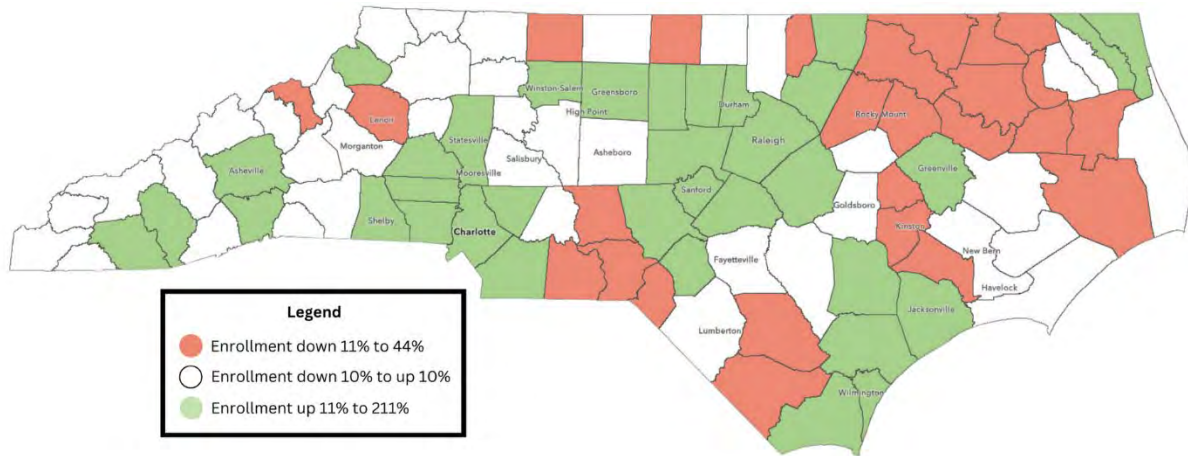 Winston-Salem
Greensboro
Durham
High Point
Rocky Mount
Lenoir
Raleigh
Statesville
Morganton
Salisbury
Asheboro
Greenville
Asheville
Mooresville
Sanford
Shelby
Goldsboro
Charlotte
Kinston
Fayetteville
New Bern
Havelock
Jacksonville
Lumberton
Wilmington
Legend
Enrollment down 11% to 44%
Enrollment down 10% to up 10%
Enrollment up 11% to 211%